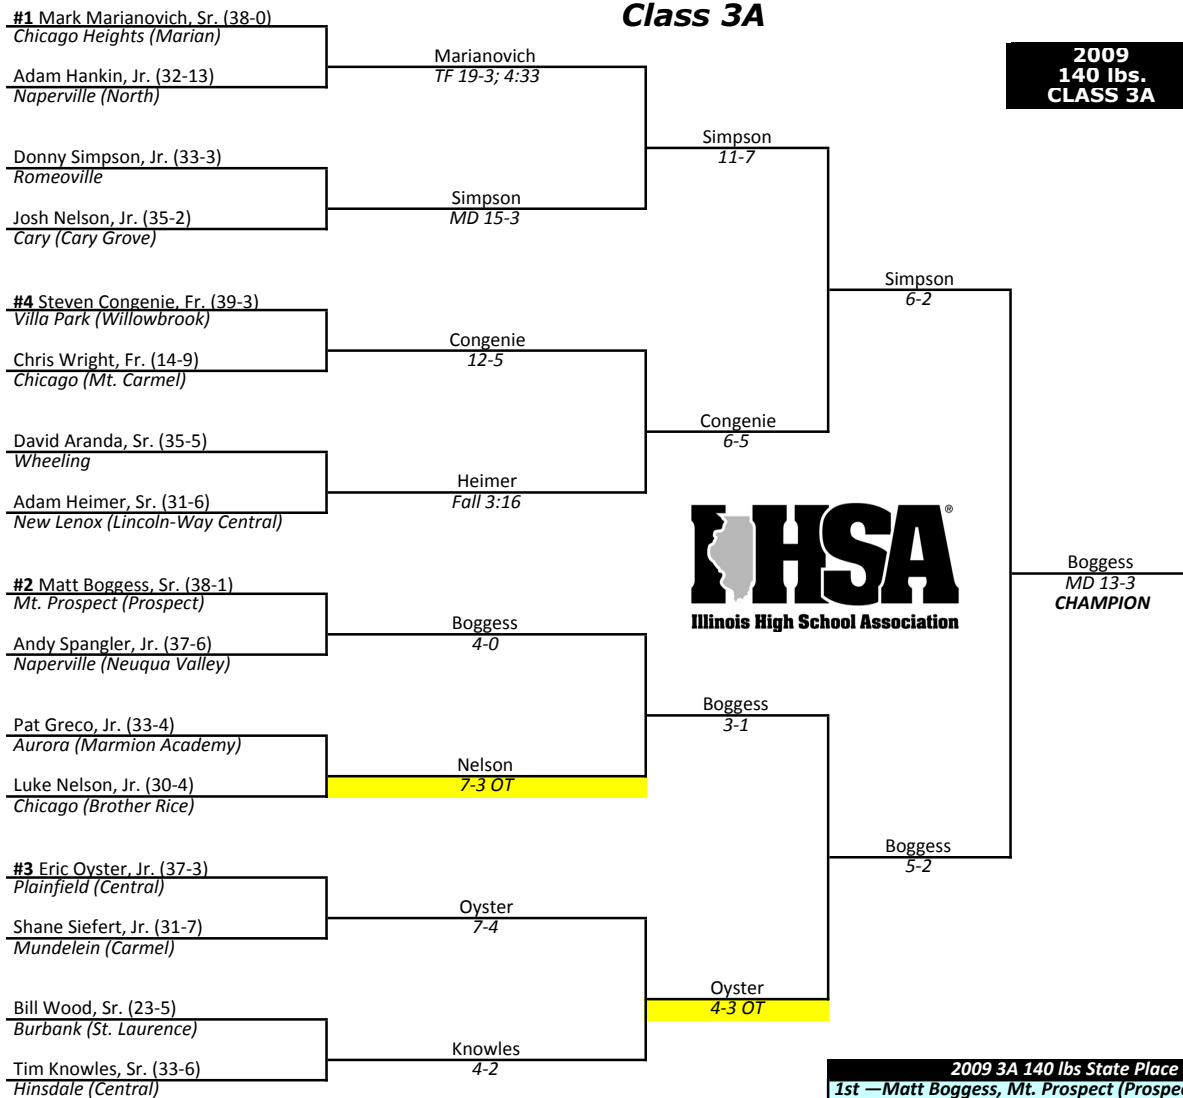 Class 3A
2009
140 lbs.
CLASS 3A
#1 Mark Marianovich, Sr. (38-0)
Chicago Heights (Marian)
Adam Hankin, Jr. (32-13)
Naperville (North)
Donny Simpson, Jr. (33-3)
Romeoville
Josh Nelson, Jr. (35-2)
Cary (Cary Grove)
#4 Steven Congenie, Fr. (39-3)
Villa Park (Willowbrook)
Chris Wright, Fr. (14-9)
Chicago (Mt. Carmel)
David Aranda, Sr. (35-5)
Wheeling
Adam Heimer, Sr. (31-6)
New Lenox (Lincoln-Way Central)
#2 Matt Boggess, Sr. (38-1)
Mt. Prospect (Prospect)
Andy Spangler, Jr. (37-6)
Naperville (Neuqua Valley)
Pat Greco, Jr. (33-4)
Aurora (Marmion Academy)
Luke Nelson, Jr. (30-4)
Chicago (Brother Rice)
#3 Eric Oyster, Jr. (37-3)
Plainfield (Central)
Shane Siefert, Jr. (31-7)
Mundelein (Carmel)
Bill Wood, Sr. (23-5)
Burbank (St. Laurence)
Tim Knowles, Sr. (33-6)
Hinsdale (Central)
Marianovich
TF 19-3; 4:33
Simpson
MD 15-3
Congenie
12-5
Heimer
Fall 3:16
Boggess
4-0
Nelson
7-3 OT
Oyster
7-4
Knowles
4-2
Simpson
11-7
Congenie
6-5
Boggess
3-1
Oyster
4-3 OT
Simpson
6-2
Boggess
5-2
Boggess
MD 13-3
CHAMPION
IHSA®
Illinois High School Association
2009 3A 140 lbs State Place
1st —Matt Boggess, Mt. Prospect (Prospec